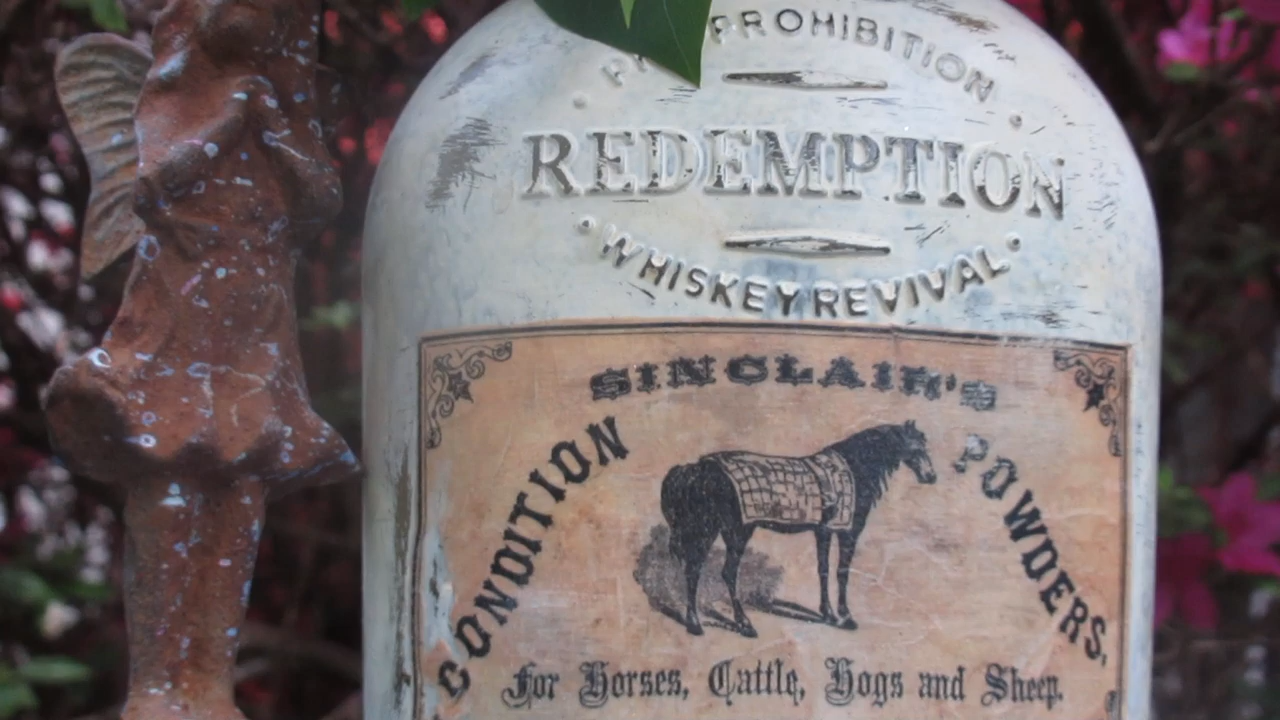 PROHIBITION
REDEMPTION
WHISKEY REVIVAL
SINCLAIR'S
CONDITION POWDERS,
For Horses, Cattle, Hogs and Sheep.